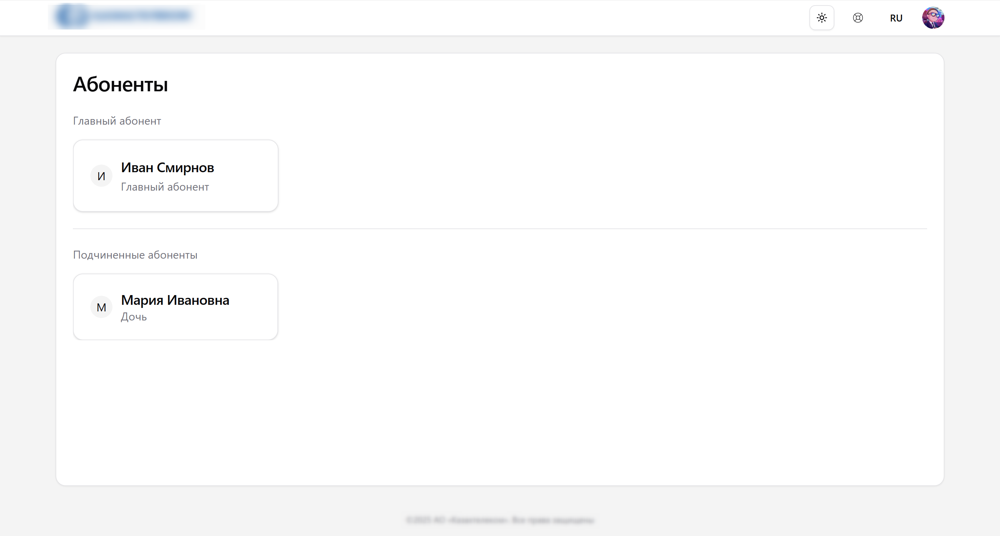 RU
Абоненты
Главный абонент
И
Иван Смирнов
Главный абонент
Подчиненные абоненты
М
Мария Ивановна
Дочь